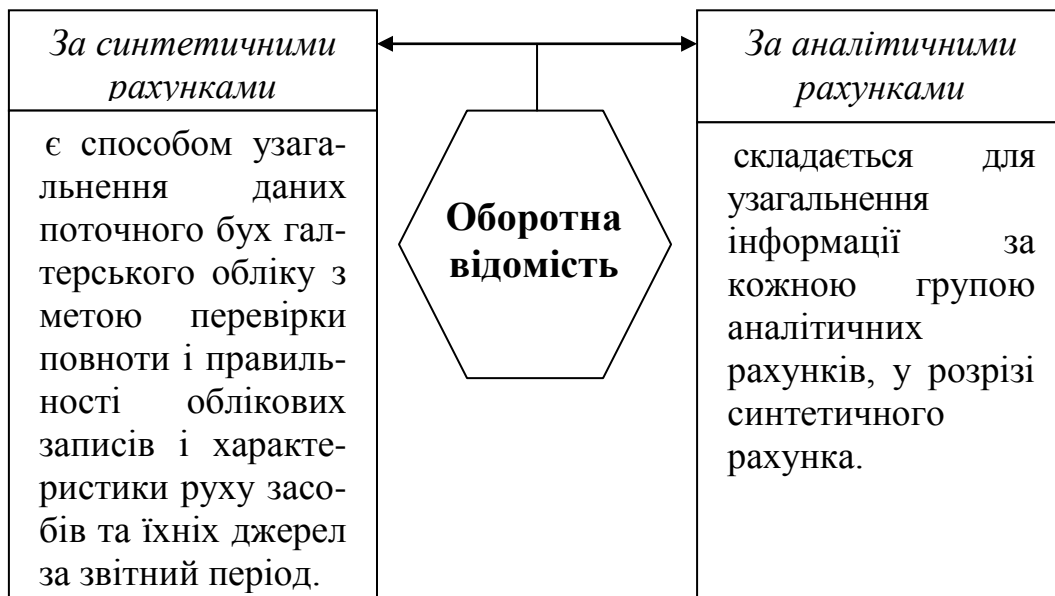 За синтетичними
рахунками
є способом узага-
льнення даних
поточного бух гал-
терського обліку з
метою перевірки
повноти і правиль-
ності облікових
записів і характе-
ристики руху засо-
бів та їхніх джерел
за звітний період.
Оборотна
відомість
За аналітичними
рахунками
складається для
узагальнення
інформації за
кожною групою
аналітичних
рахунків, у розрізі
синтетичного
рахунка.